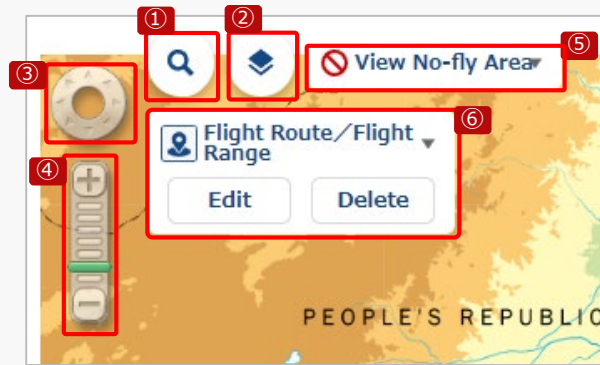 ① ②
③ ⑤
View No-fly Area
④ ⑥
Flight Route／Flight
Range
Edit Delete
PEOPLE'S REPUBLIC